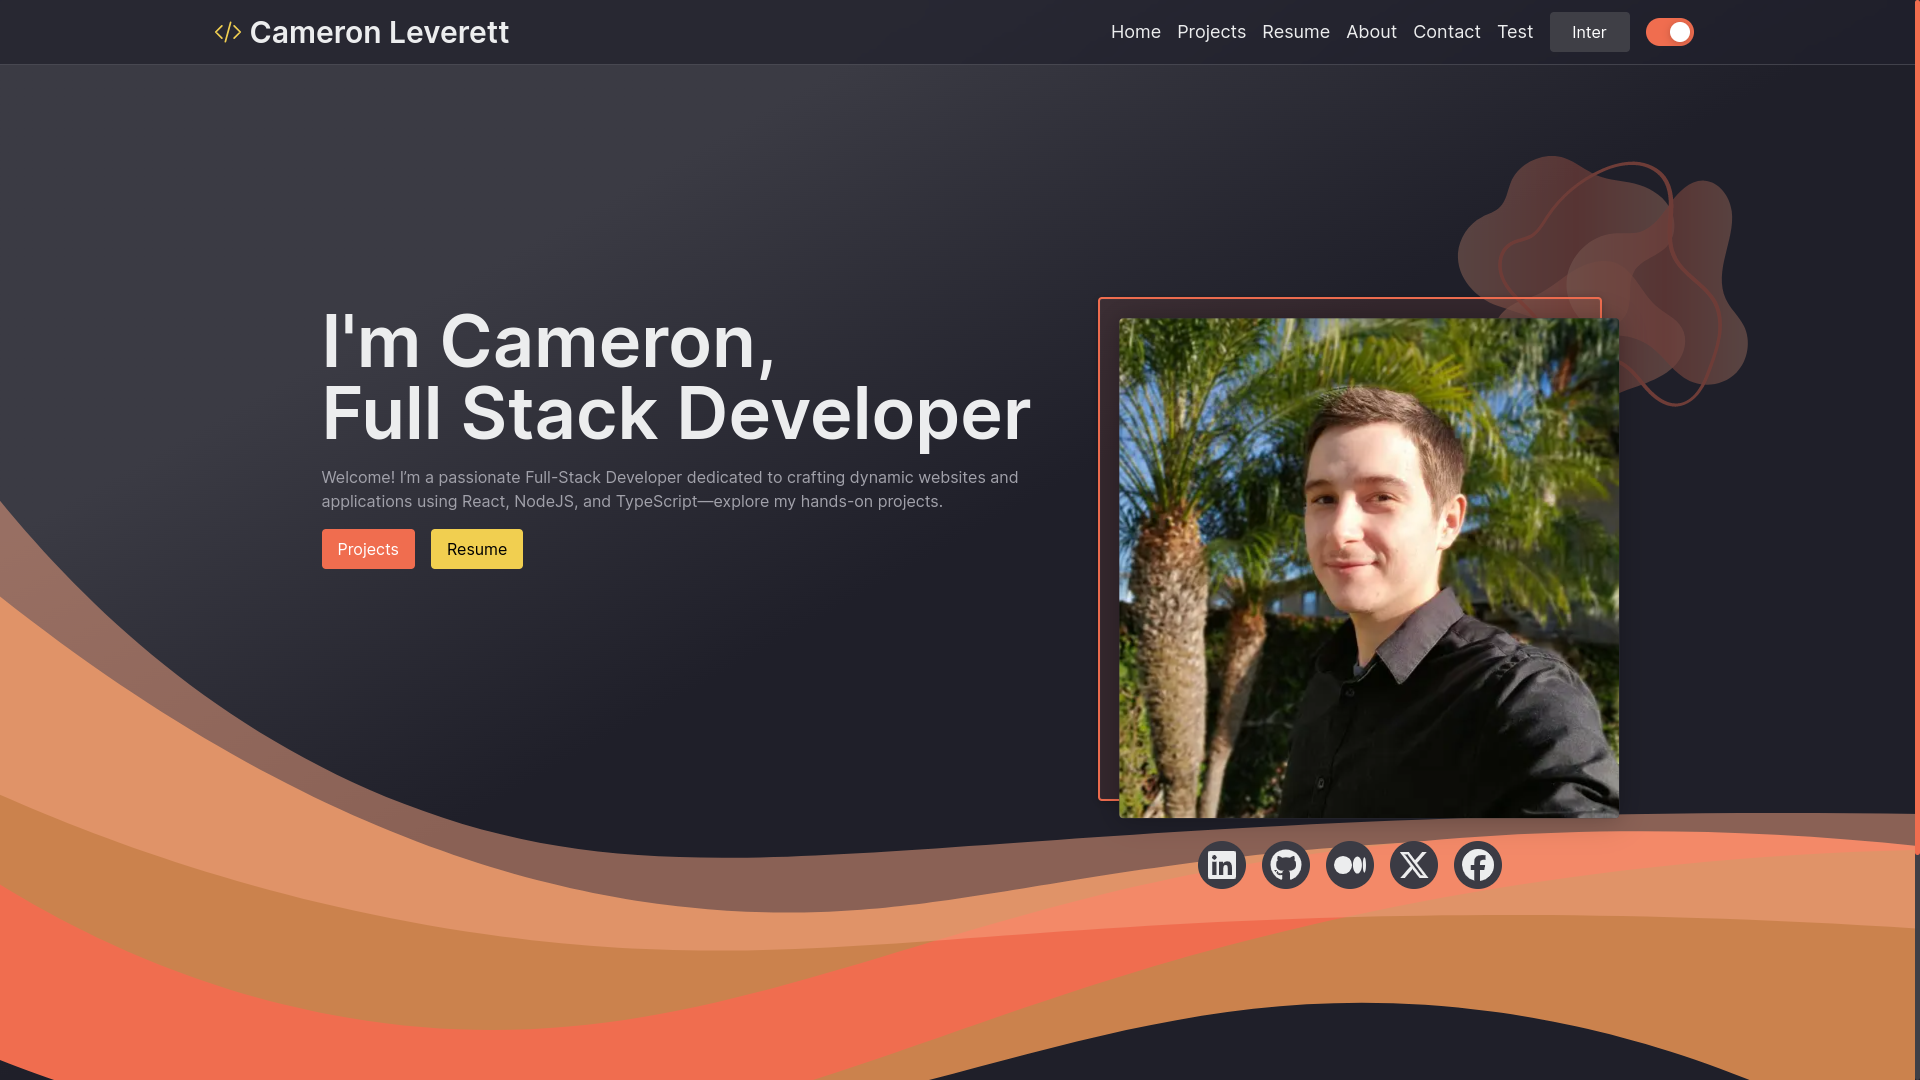 </> Cameron Leverett
Home Projects Resume About Contact Test Inter
I'm Cameron,
Full Stack Developer
Welcome! I’m a passionate Full-Stack Developer dedicated to crafting dynamic websites and
applications using React, NodeJS, and TypeScript—explore my hands-on projects.
Projects Resume